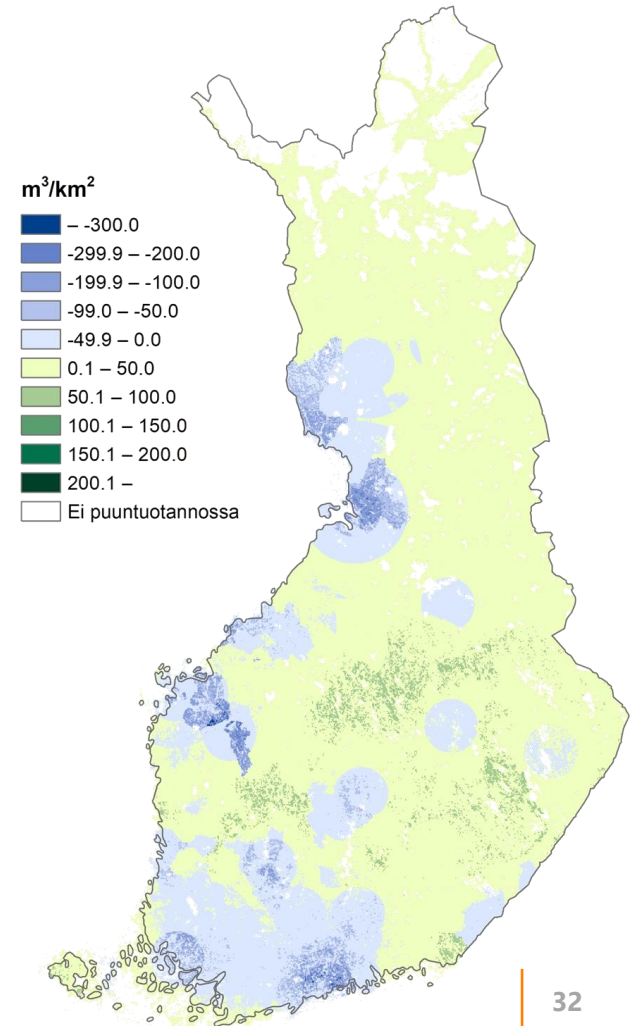 m³/km²
– -300.0
-299.9 – -200.0
-199.9 – -100.0
-99.0 – -50.0
-49.9 – 0.0
0.1 – 50.0
50.1 – 100.0
100.1 – 150.0
150.1 – 200.0
200.1 –
Ei puuntuotannossa
32